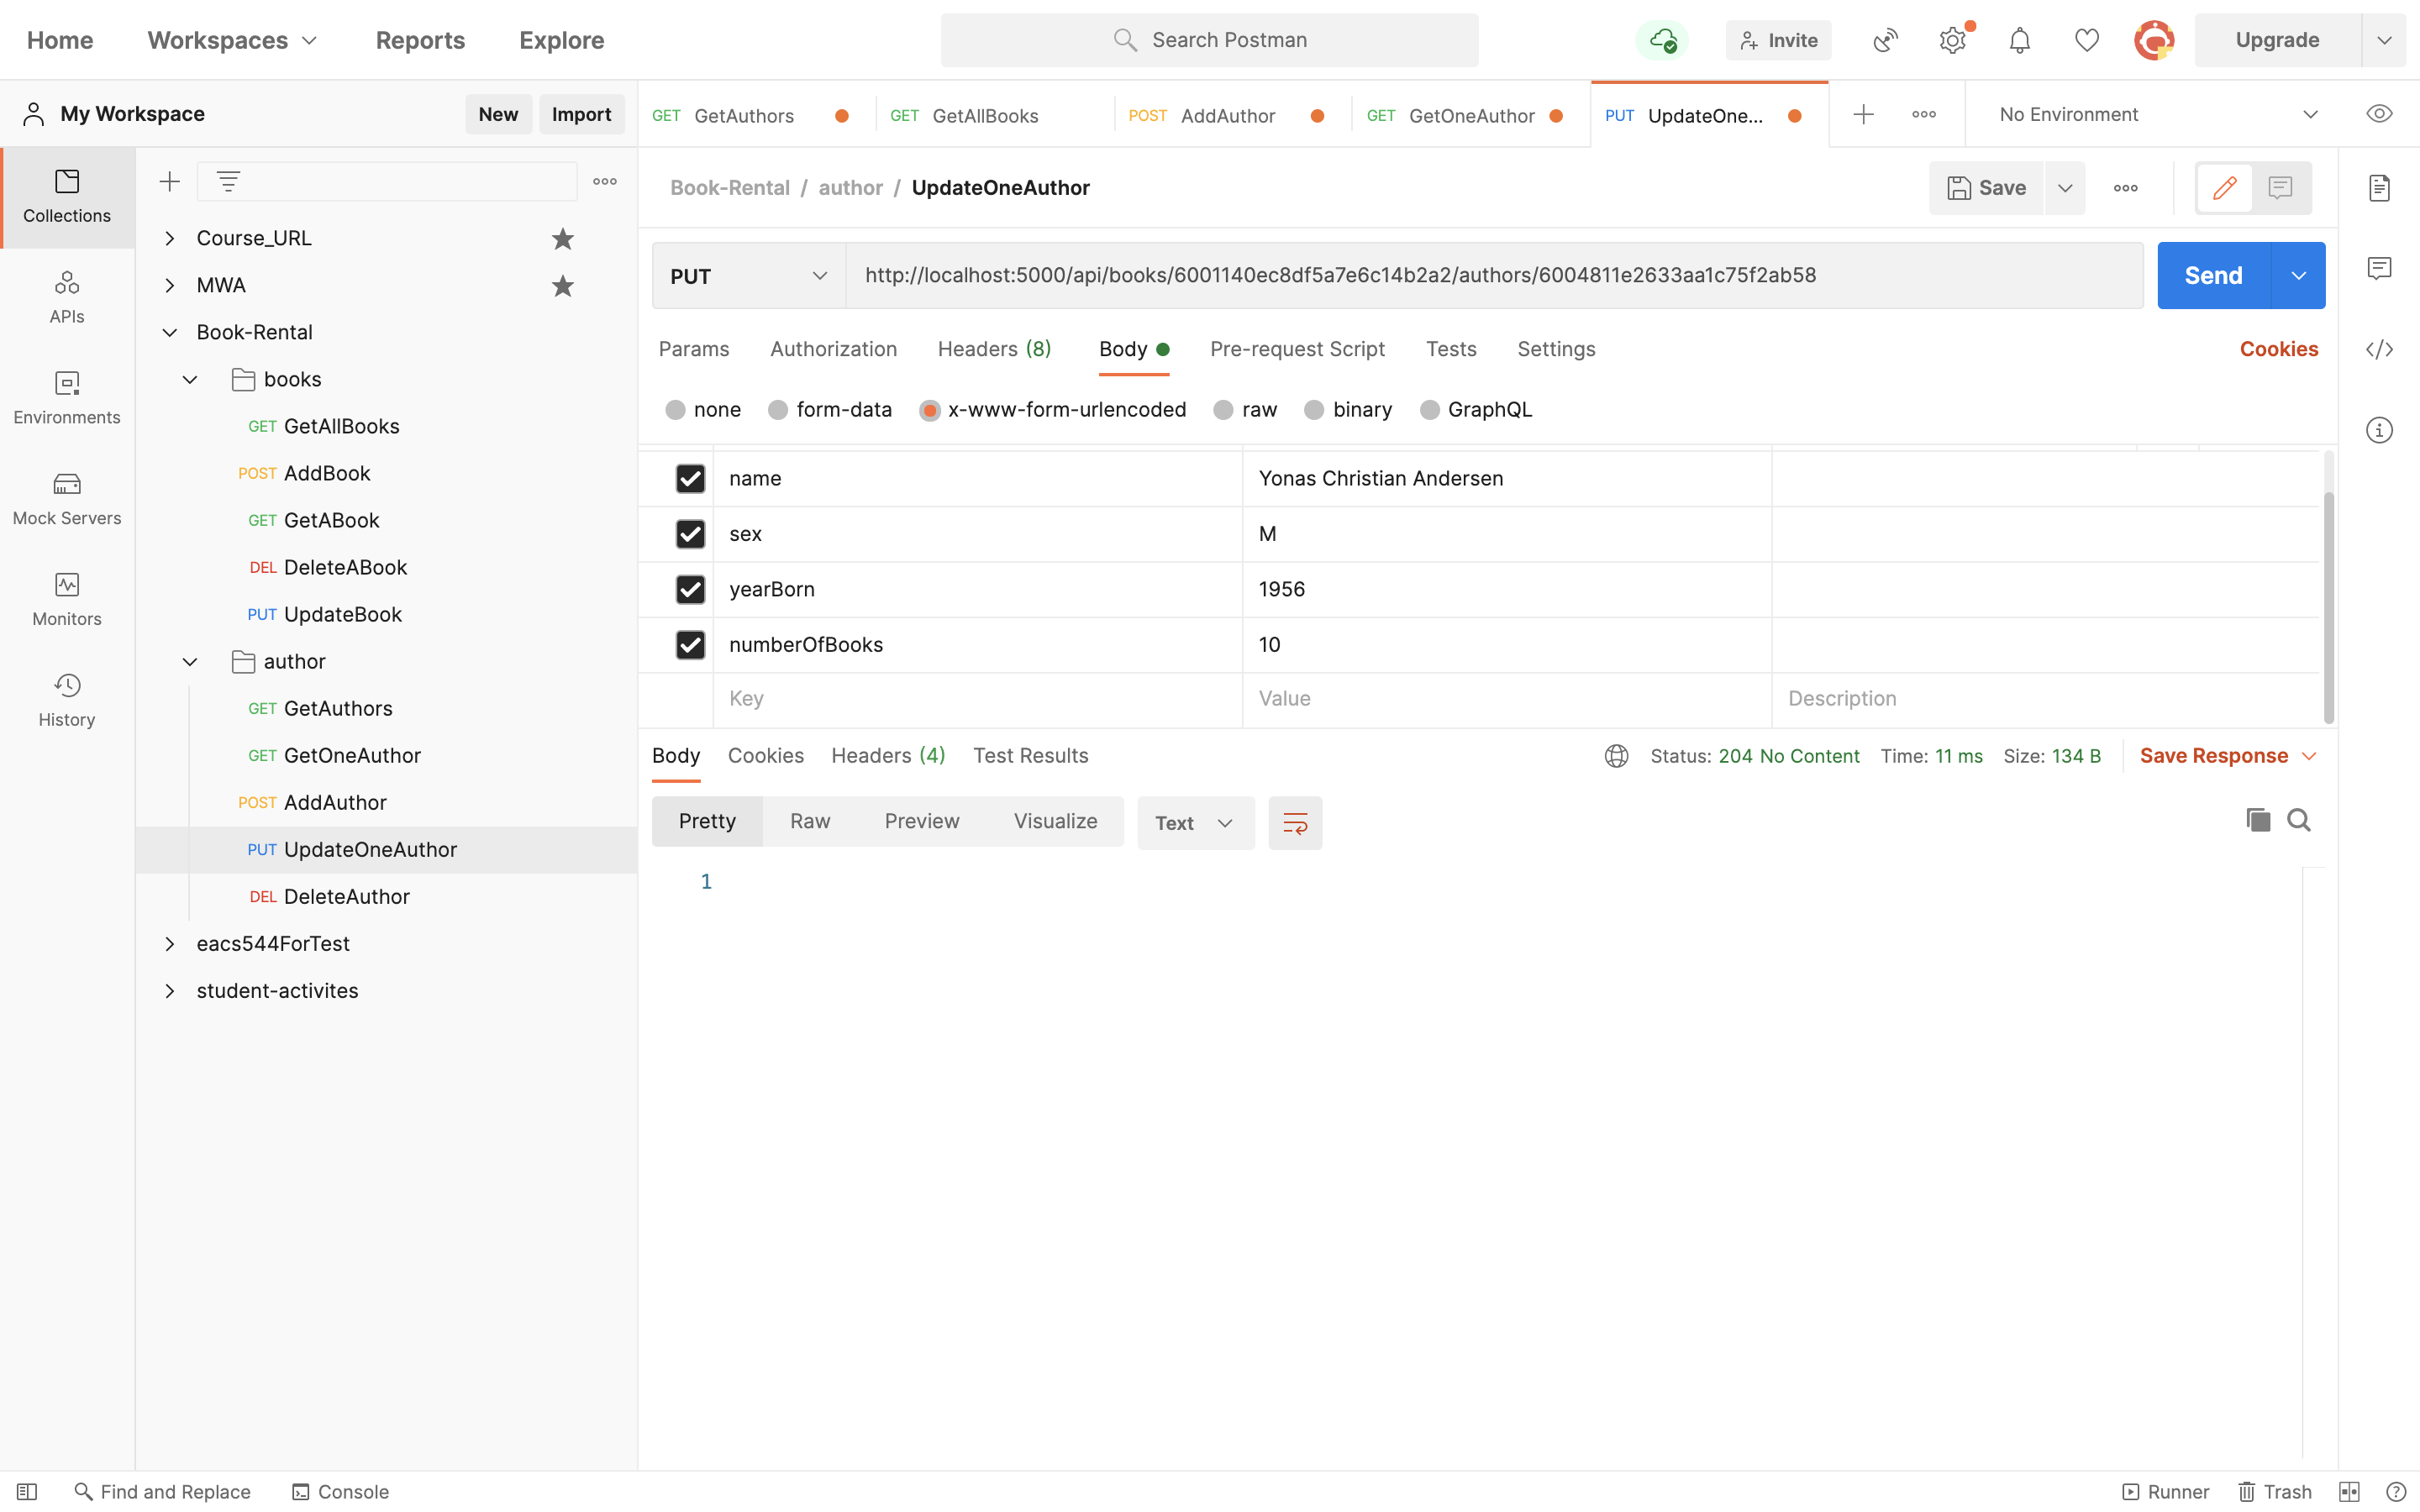 Home Workspaces Reports Explore Search Postman Invite Upgrade
My Workspace New Import
GET GetAuthors GET GetAllBooks POST AddAuthor GET GetOneAuthor PUT UpdateOne... No Environment
Collections
APIs
Environments
Mock Servers
Monitors
History
Course_URL
MWA
Book-Rental
books
GET GetAllBooks
POST AddBook
GET GetABook
DEL DeleteABook
PUT UpdateBook
author
GET GetAuthors
GET GetOneAuthor
POST AddAuthor
PUT UpdateOneAuthor
DEL DeleteAuthor
eacs544ForTest
student-activites
Book-Rental / author / UpdateOneAuthor Save
PUT http://localhost:5000/api/books/6001140ec8df5a7e6c14b2a2/authors/6004811e2633aa1c75f2ab58 Send
Params Authorization Headers (8) Body Pre-request Script Tests Settings Cookies
none form-data x-www-form-urlencoded raw binary GraphQL
name Yonas Christian Andersen
sex M
yearBorn 1956
numberOfBooks 10
Key Value Description
Body Cookies Headers (4) Test Results Status: 204 No Content Time: 11 ms Size: 134 B Save Response
Pretty Raw Preview Visualize Text
1
Find and Replace Console Runner Trash